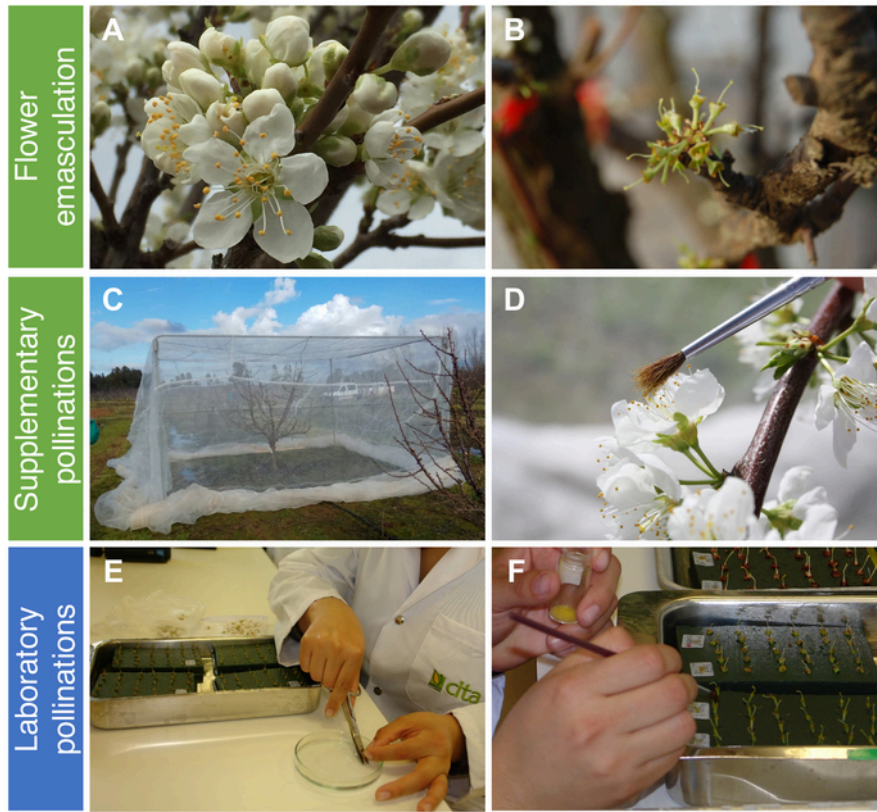 Flower
emasculation
A
B
Supplementary
pollinations
C
D
Laboratory
pollinations
E
cita
F